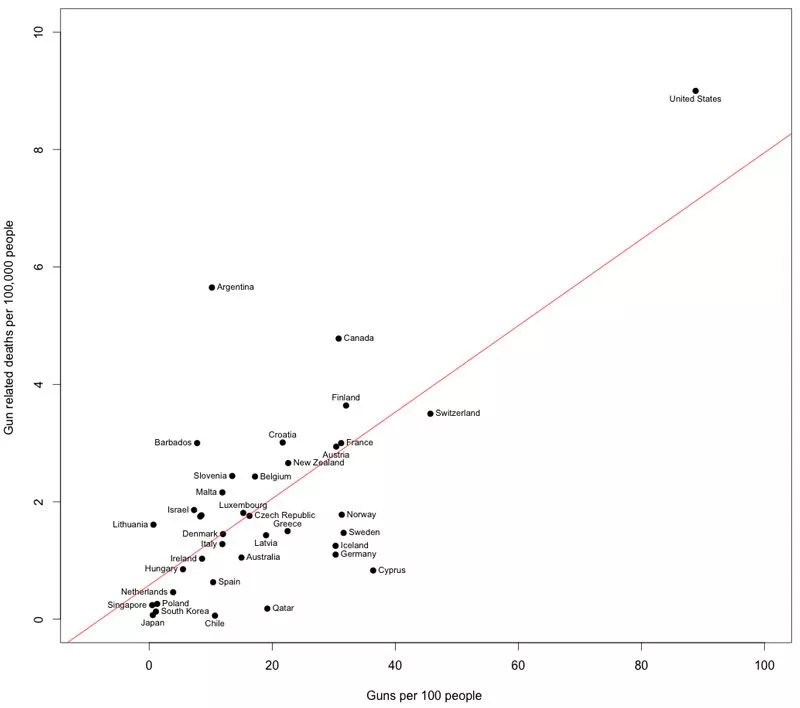 10
United States
8
6
Argentina
Canada
4
Finland
Switzerland
Croatia
Barbados
France
Austria
New Zealand
Slovenia
Belgium
Malta
2
Israel
Luxembourg
Czech Republic
Norway
Lithuania
Greece
Denmark
Sweden
Italy
Latvia
Iceland
Ireland
Australia
Germany
Hungary
Cyprus
Spain
Netherlands
Singapore
Poland
South Korea
Qatar
Japan
Chile
0
Gun related deaths per 100,000 people
0 20 40 60 80 100
Guns per 100 people